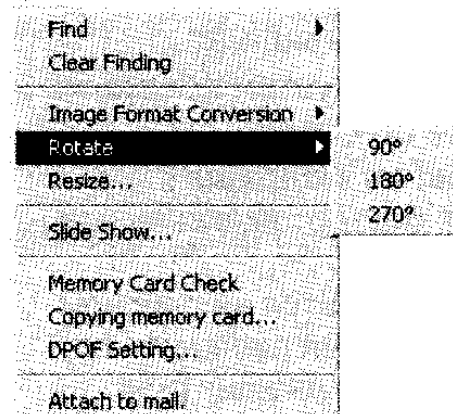 Find
Clear Finding
Image Format Conversion
Rotate
90°
180°
270°
Resize...
Slide Show...
Memory Card Check
Copying memory card...
DPOF Setting...
Attach to mail.